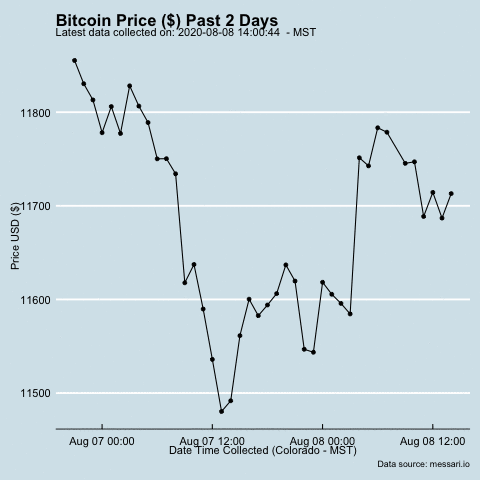 Bitcoin Price ($) Past 2 Days
Latest data collected on: 2020-08-08 14:00:44  - MST
11800
11700
11600
11500
Price USD ($)
Aug 07 00:00 Aug 07 12:00 Aug 08 00:00 Aug 08 12:00
Date Time Collected (Colorado - MST)
Data source: messari.io